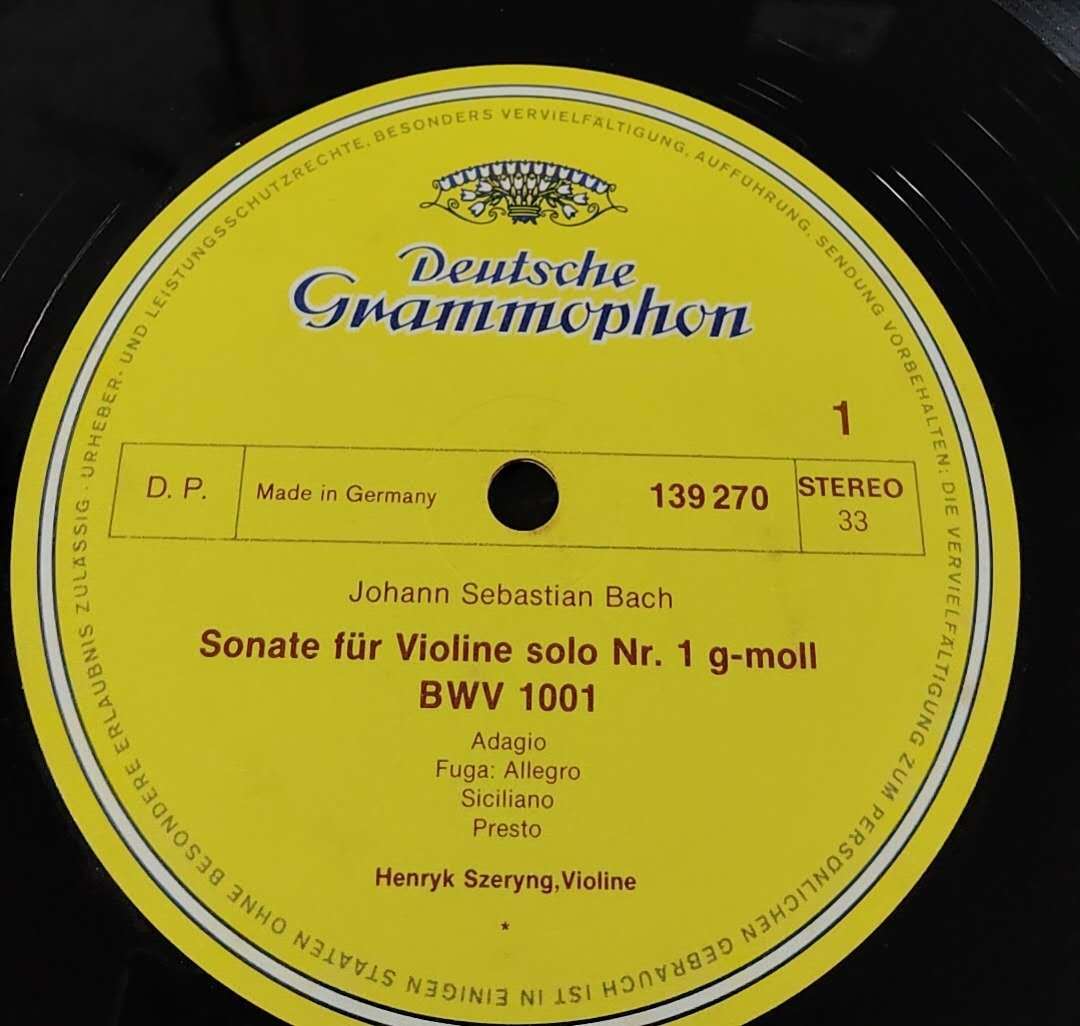 URHEBER- UND LEISTUNGSSCHUTZRECHTE, BESONDERS VERVIELFÄLTIGUNG, AUFFÜHRUNG, SENDUNG VORBEHALTEN; DIE VERVIELFÄLTIGUNG ZUM PERSÖNLICHEN GEBRAUCH IST IN EINIGEN STAATEN OHNE BESONDERE ERLAUBNIS ZULÄSSIG ·
Deutsche
Grammophon
1
D. P. Made in Germany 139 270 STEREO
33
Johann Sebastian Bach
Sonate für Violine solo Nr. 1 g-moll
BWV 1001
Adagio
Fuga: Allegro
Siciliano
Presto
Henryk Szeryng, Violine
*